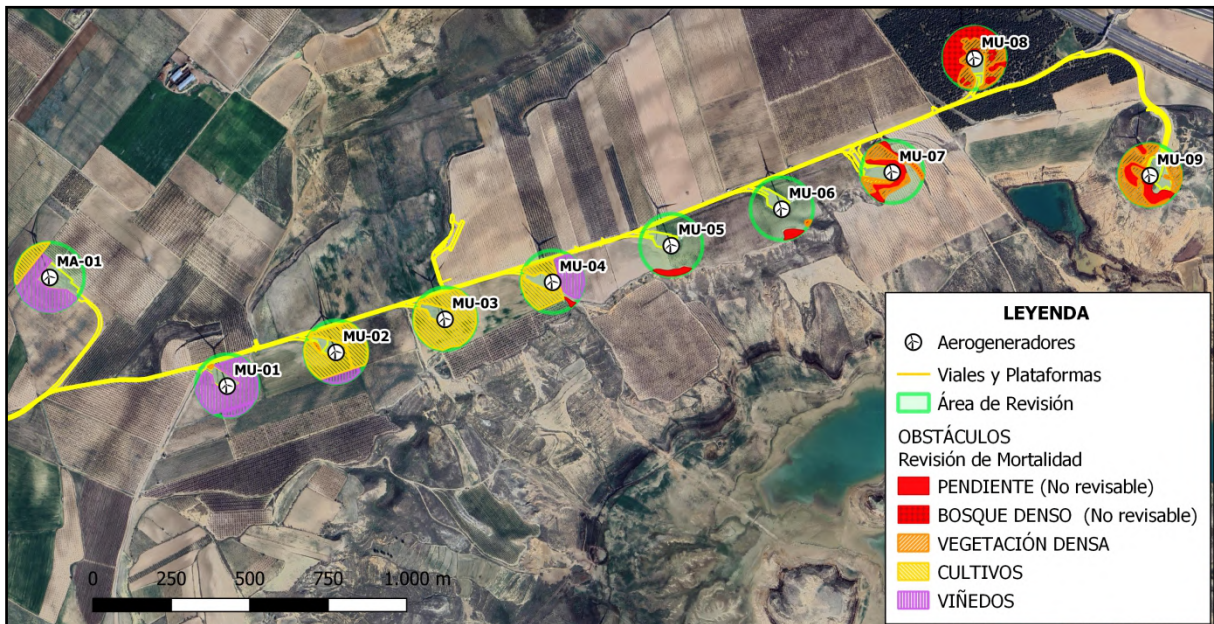 MU-08
MU-07
MU-09
MU-06
MU-05
MA-01
MU-04
MU-03
MU-02
MU-01
LEYENDA
Aerogeneradores
Viales y Plataformas
Área de Revisión
OBSTÁCULOS
Revisión de Mortalidad
PENDIENTE (No revisable)
BOSQUE DENSO (No revisable)
VEGETACIÓN DENSA
CULTIVOS
VIÑEDOS
0 250 500 750 1.000 m